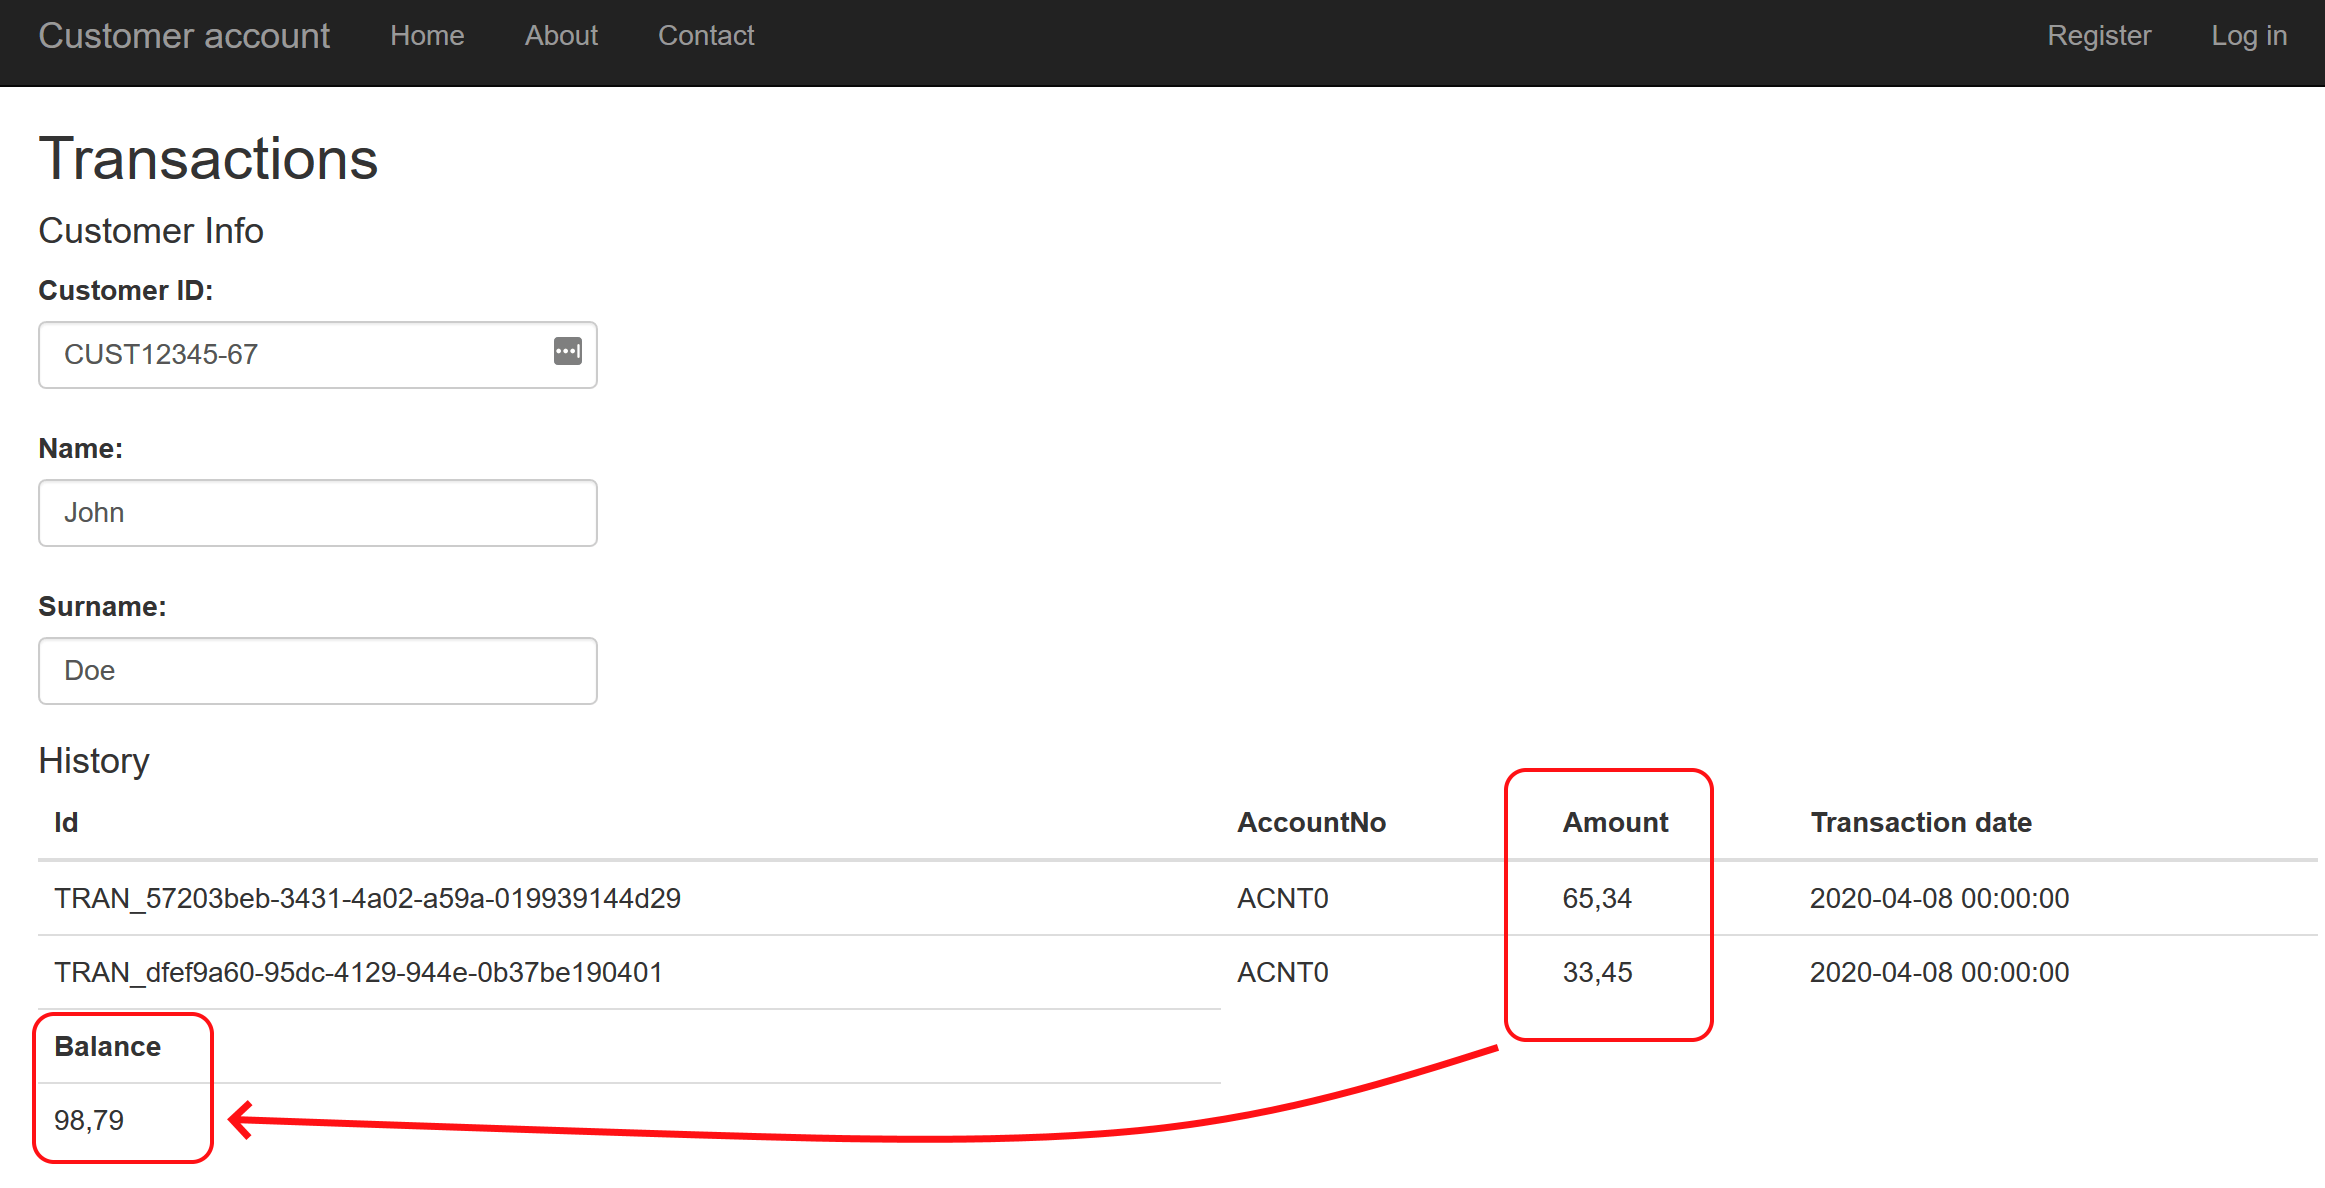 Customer account Home About Contact Register Log in
Transactions
Customer Info
Customer ID:
CUST12345-67
Name:
John
Surname:
Doe
History
Id AccountNo Amount Transaction date
TRAN_57203beb-3431-4a02-a59a-019939144d29 ACNT0 65,34 2020-04-08 00:00:00
TRAN_dfef9a60-95dc-4129-944e-0b37be190401 ACNT0 33,45 2020-04-08 00:00:00
Balance
98,79